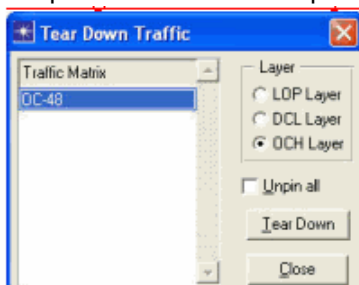 Tear Down Traffic
Traffic Matrix
OC-48
Layer
LOP Layer
DCL Layer
OCH Layer
Unpin all
Tear Down
Close